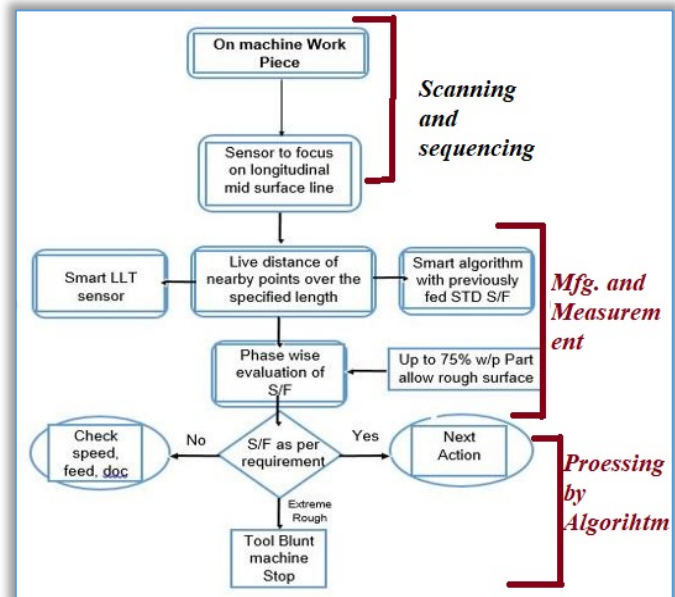 On machine Work
Piece
Scanning
and
sequencing
Sensor to focus
on longitudinal
mid surface line
Smart LLT
sensor
Live distance of
nearby points over the
specified length
Smart algorithm
with previously
fed STD S/F
Mfg. and
Measurem
ent
Phase wise
evaluation of
S/F
Up to 75% w/p Part
allow rough surface
Check
speed,
feed, doc
No
S/F as per
requirement
Yes
Next
Action
Extreme
Rough
Tool Blunt
machine
Stop
Proessing
by
Algorihtm